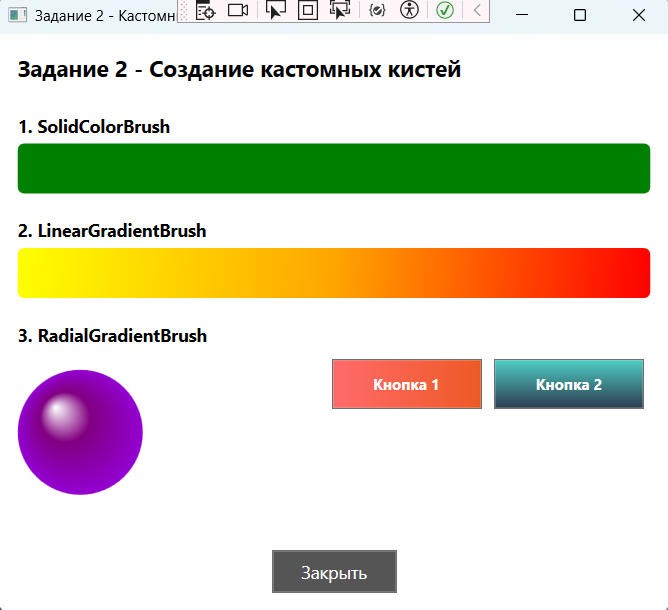 Задание 2 - Кастомн
Задание 2 - Создание кастомных кистей
1. SolidColorBrush
2. LinearGradientBrush
3. RadialGradientBrush
Кнопка 1
Кнопка 2
Закрыть